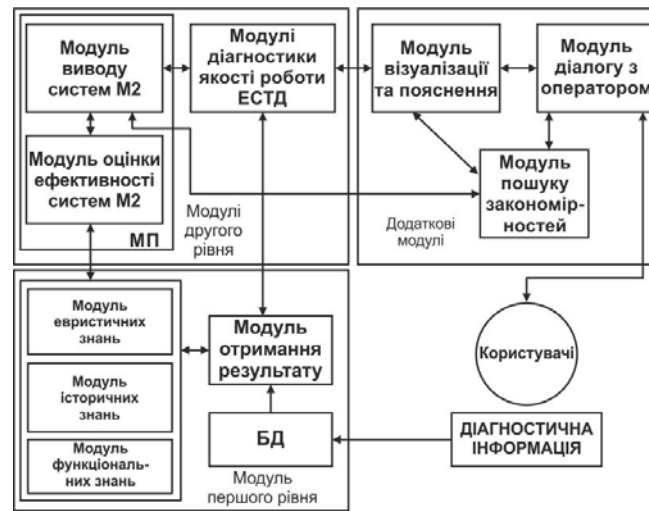 Модуль
виводу
систем М2
Модулі
діагностики
якості роботи
ЕСТД
Модуль
візуалізації
та пояснення
Модуль
діалогу з
оператором
Модуль оцінки
ефективності
систем М2
МП
Модулі
другого рівня
Модуль
пошуку
закономір-
ностей
Додаткові
модулі
Модуль
евристичних
знань
Модуль
історичних
знань
Модуль
функціональ-
них знань
Модуль
отримання
результату
БД
Модуль
першого рівня
Користувачі
ДІАГНОСТИЧНА
ІНФОРМАЦІЯ